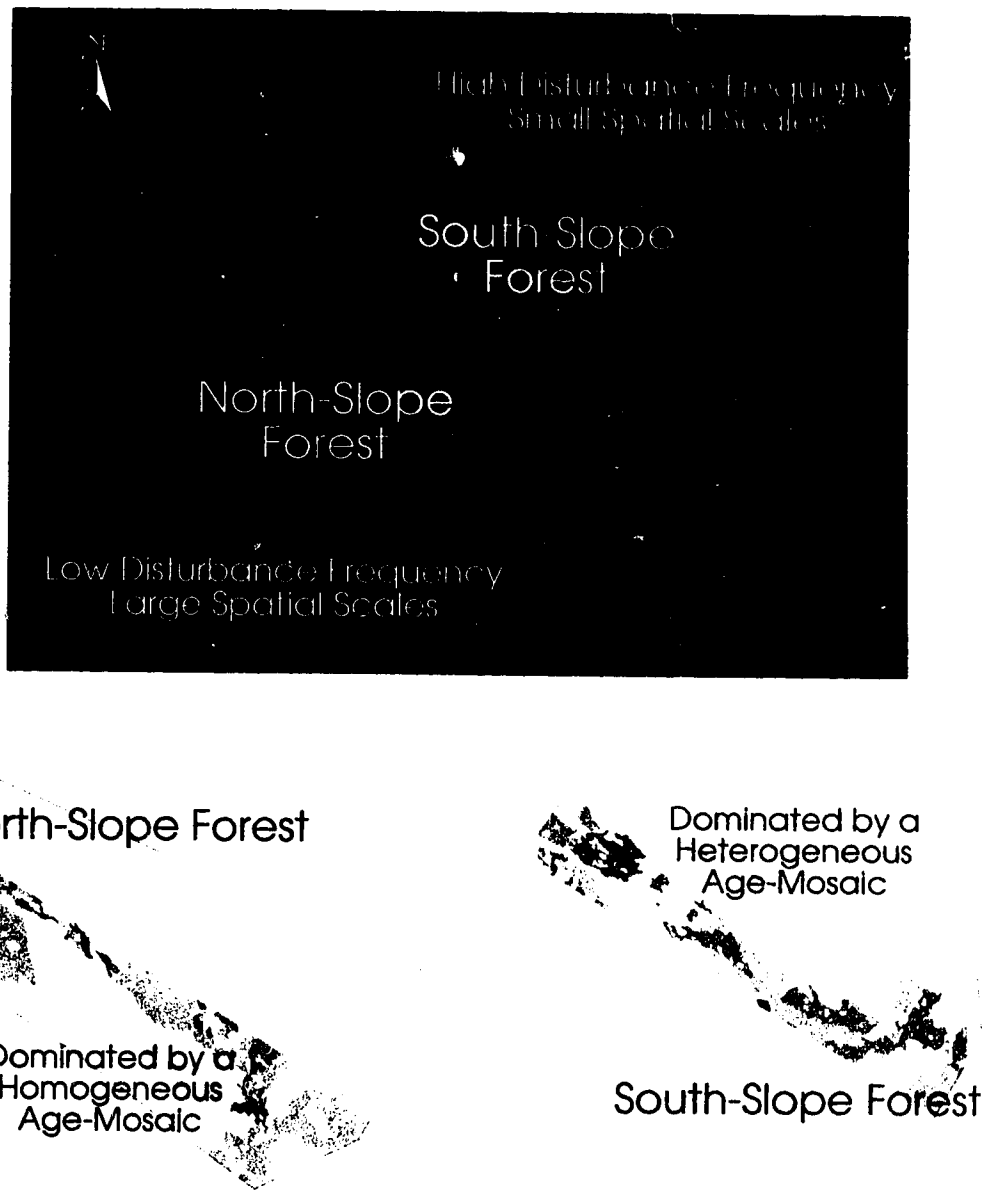 N
High Disturbance Frequency
Small Spatial Scales
South-Slope
Forest
North-Slope
Forest
Low Disturbance Frequency
Large Spatial Scales
rth-Slope Forest
Dominated by a
Heterogeneous
Age-Mosaic
Dominated by a
Homogeneous
Age-Mosaic
South-Slope Forest